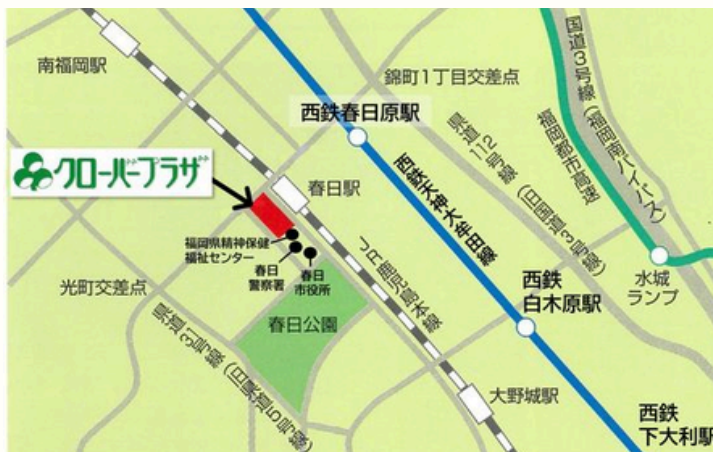 南福岡駅
国道3号線(福岡南バイパス)
錦町1丁目交差点
西鉄春日原駅
県道112号線(旧国道3号線)
福岡都市高速
クローバープラザ
春日駅
西鉄天神大牟田線
福岡県精神保健
福祉センター
春日
警察署
春日
市役所
JR鹿児島本線
水城
ランプ
光町交差点
西鉄
白木原駅
春日公園
県道31号線(旧県道5号線)
大野城駅
西鉄
下大利駅